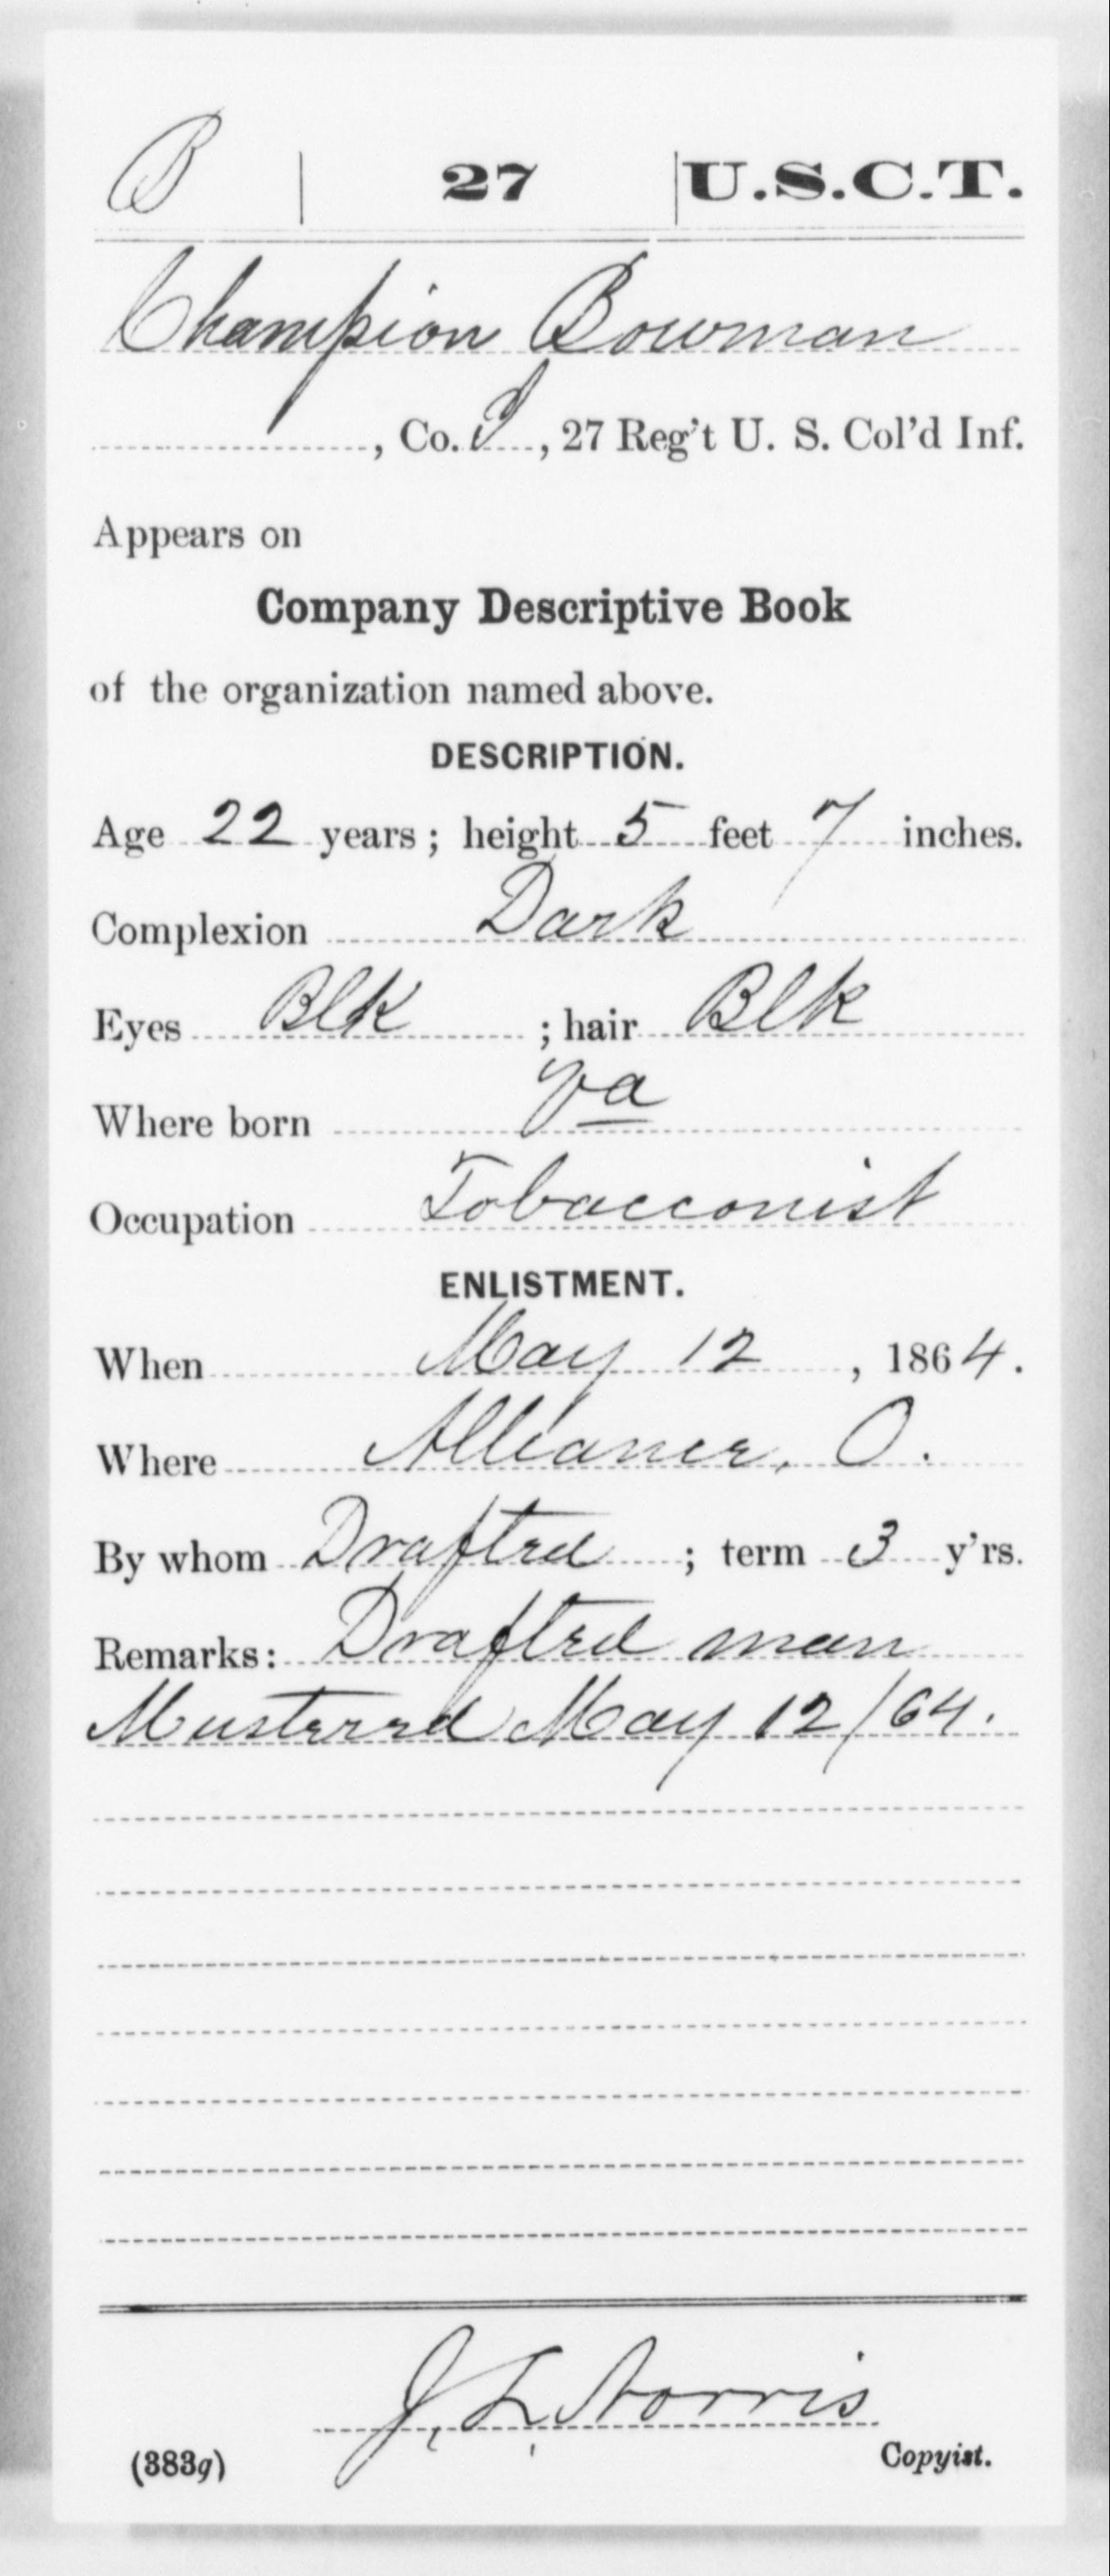 B | 27 | U.S.C.T.
Champion Bowman
, Co. I, 27 Reg't U. S. Col'd Inf.
Appears on
Company Descriptive Book
of the organization named above.
DESCRIPTION.
Age 22 years; height 5 feet 7 inches.
Complexion Dark
Eyes Blk ; hair Blk
Where born Va
Occupation Tobacconist
ENLISTMENT.
When May 12, 1864.
Where Alliance, O.
By whom Drafted ; term 3 y'rs.
Remarks: Drafted man
Mustered May 12/64.
J. L. Norris
(383g) Copyist.